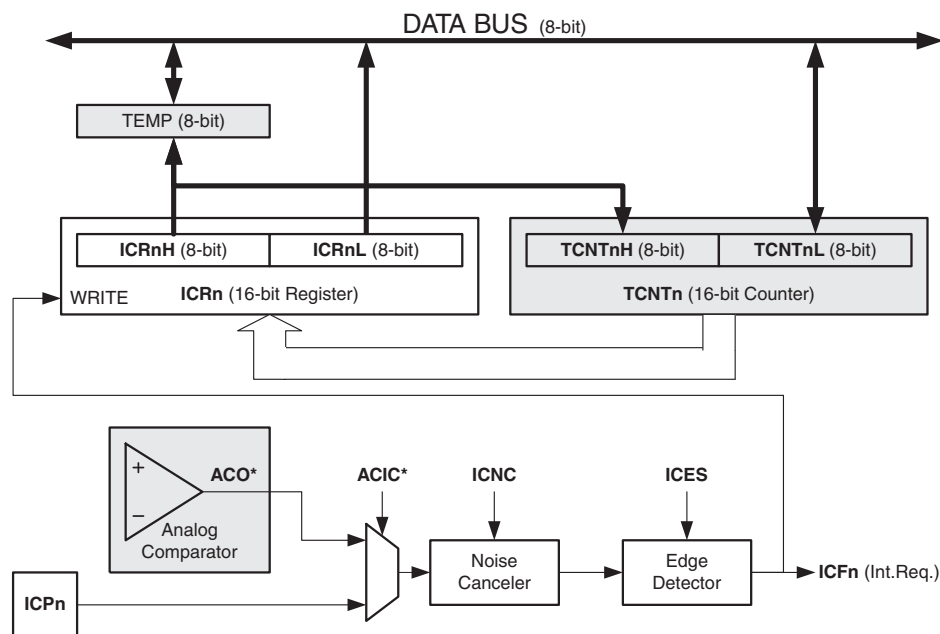 DATA BUS (8-bit)
TEMP (8-bit)
ICRnH (8-bit)
ICRnL (8-bit)
TCNTnH (8-bit)
TCNTnL (8-bit)
WRITE
ICRn (16-bit Register)
TCNTn (16-bit Counter)
+
−
ACO*
Analog
Comparator
ACIC*
ICNC
ICES
Noise
Canceler
Edge
Detector
ICFn (Int.Req.)
ICPn